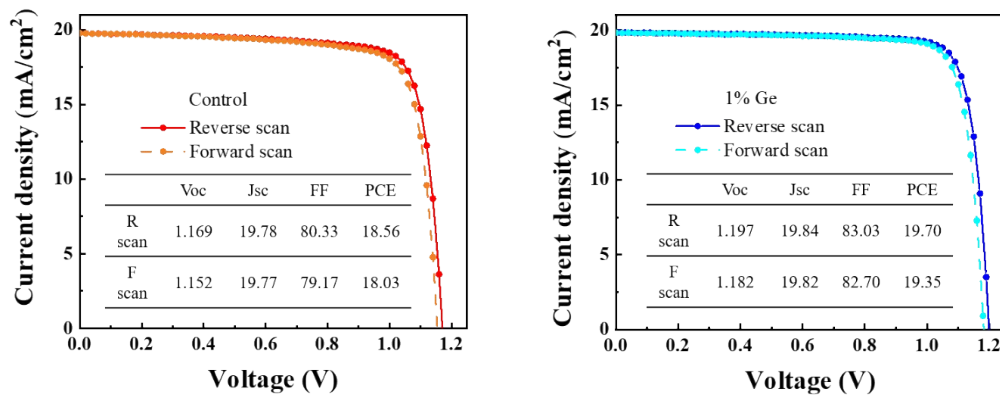 Current density (mA/cm²)
20
15
10
5
0
Control
Reverse scan
Forward scan
Voc Jsc FF PCE
R scan 1.169 19.78 80.33 18.56
F scan 1.152 19.77 79.17 18.03
0.0 0.2 0.4 0.6 0.8 1.0 1.2
Voltage (V)
Current density (mA/cm²)
20
15
10
5
0
1% Ge
Reverse scan
Forward scan
Voc Jsc FF PCE
R scan 1.197 19.84 83.03 19.70
F scan 1.182 19.82 82.70 19.35
0.0 0.2 0.4 0.6 0.8 1.0 1.2
Voltage (V)